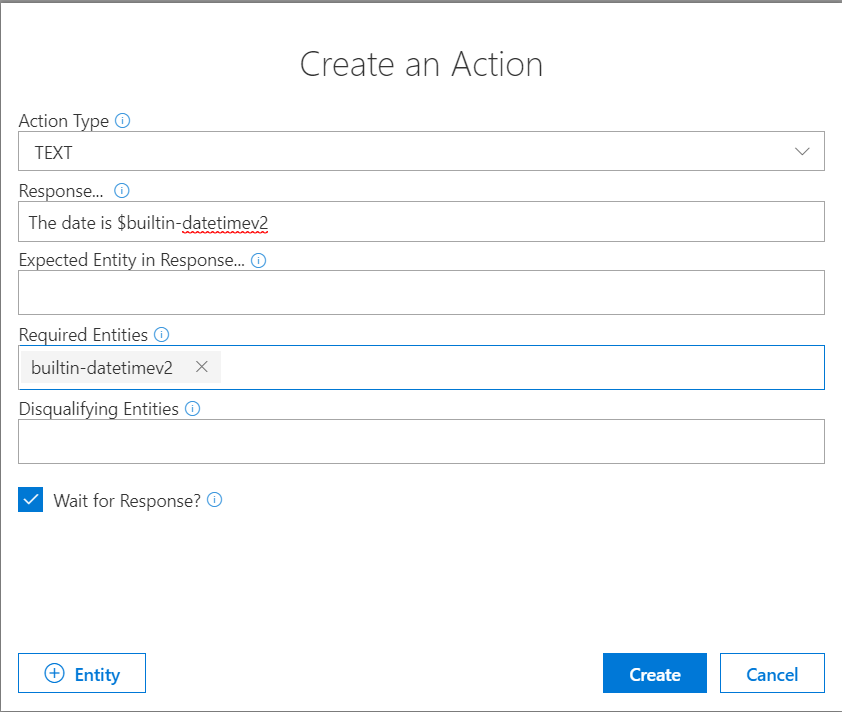 Create an Action
Action Type
TEXT
Response...
The date is $builtin-datetimev2
Expected Entity in Response...
Required Entities
builtin-datetimev2
Disqualifying Entities
Wait for Response?
Entity
Create
Cancel